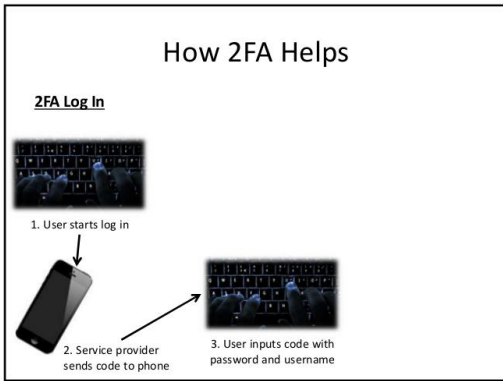 How 2FA Helps
2FA Log In
1. User starts log in
2. Service provider
sends code to phone
3. User inputs code with
password and username